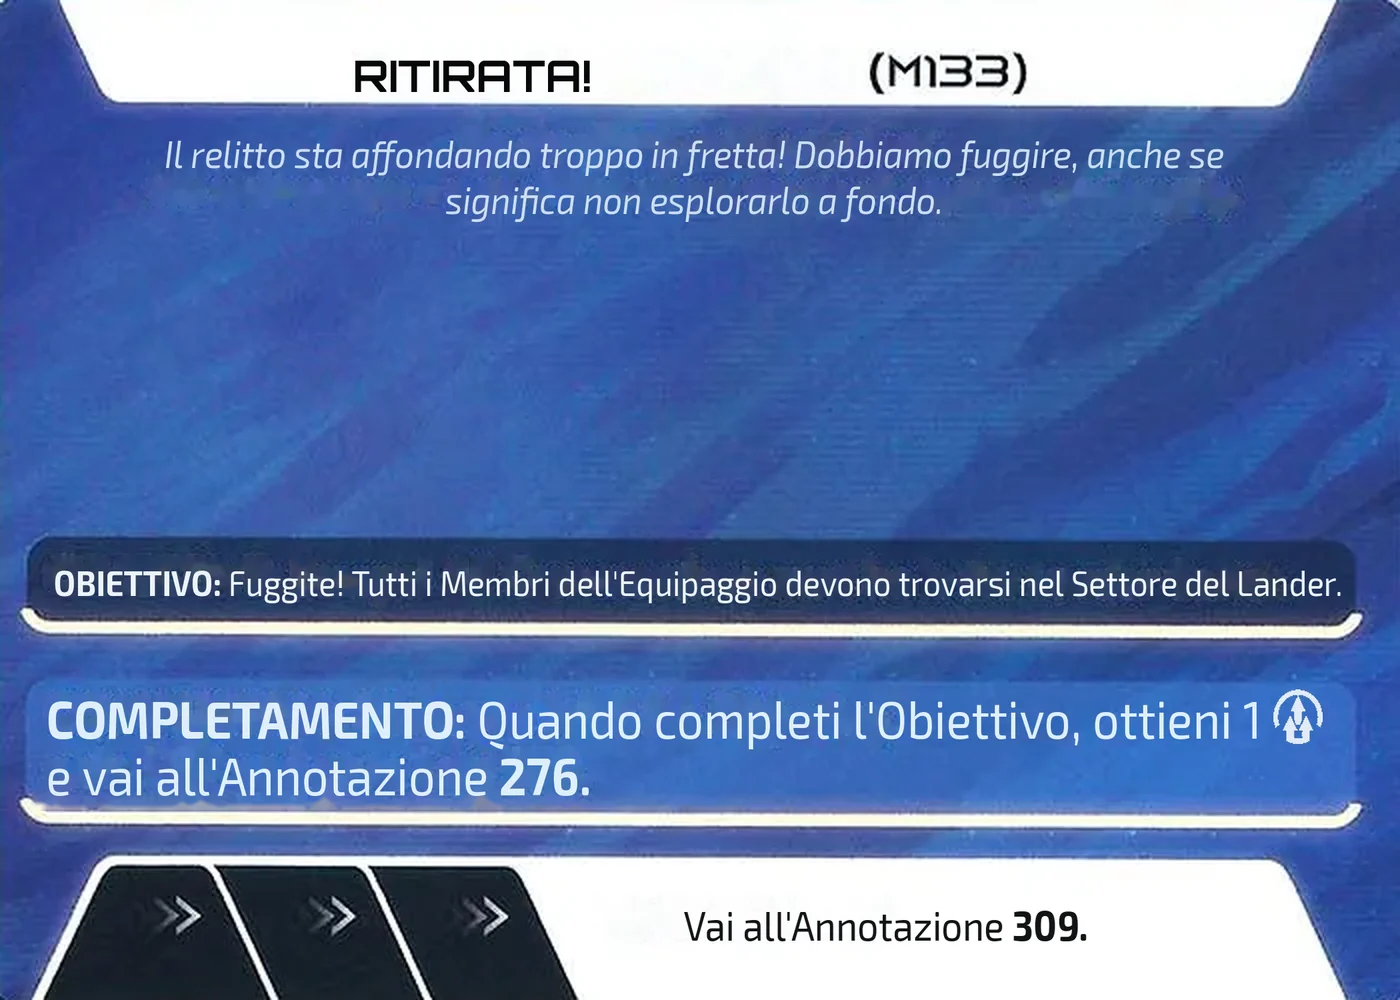 RITIRATA! (M133)
Il relitto sta affondando troppo in fretta! Dobbiamo fuggire, anche se
significa non esplorarlo a fondo.
OBIETTIVO: Fuggite! Tutti i Membri dell'Equipaggio devono trovarsi nel Settore del Lander.
COMPLETAMENTO: Quando completi l'Obiettivo, ottieni 1
e vai all'Annotazione 276.
Vai all'Annotazione 309.